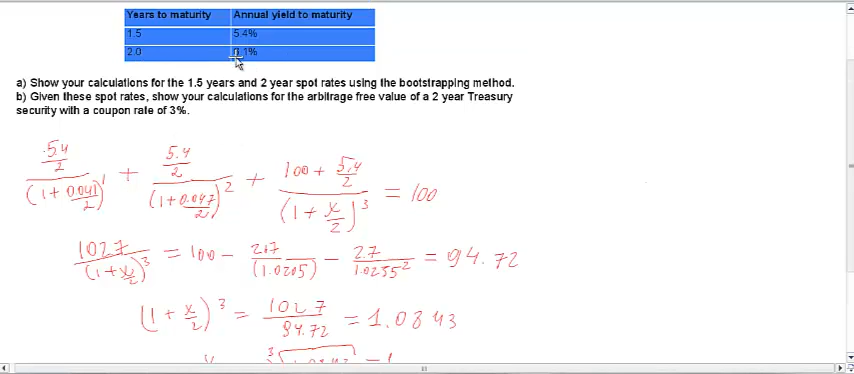 Years to maturity Annual yield to maturity
1.5 5.4%
2.0 .1%
a) Show your calculations for the 1.5 years and 2 year spot rates using the bootstrapping method.
b) Given these spot rates, show your calculations for the arbitrage free value of a 2 year Treasury
security with a coupon rate of 3%.
(5.4/2)/(1+0.041/2)^1 + (5.4/2)/(1+0.047/2)^2 + (100+5.4/2)/(1+x/2)^3 = 100
102.7/(1+x/2)^3 = 100 - 2.7/(1.0205) - 2.7/1.0235^2 = 94.72
(1+x/2)^3 = 102.7/94.72 = 1.0843